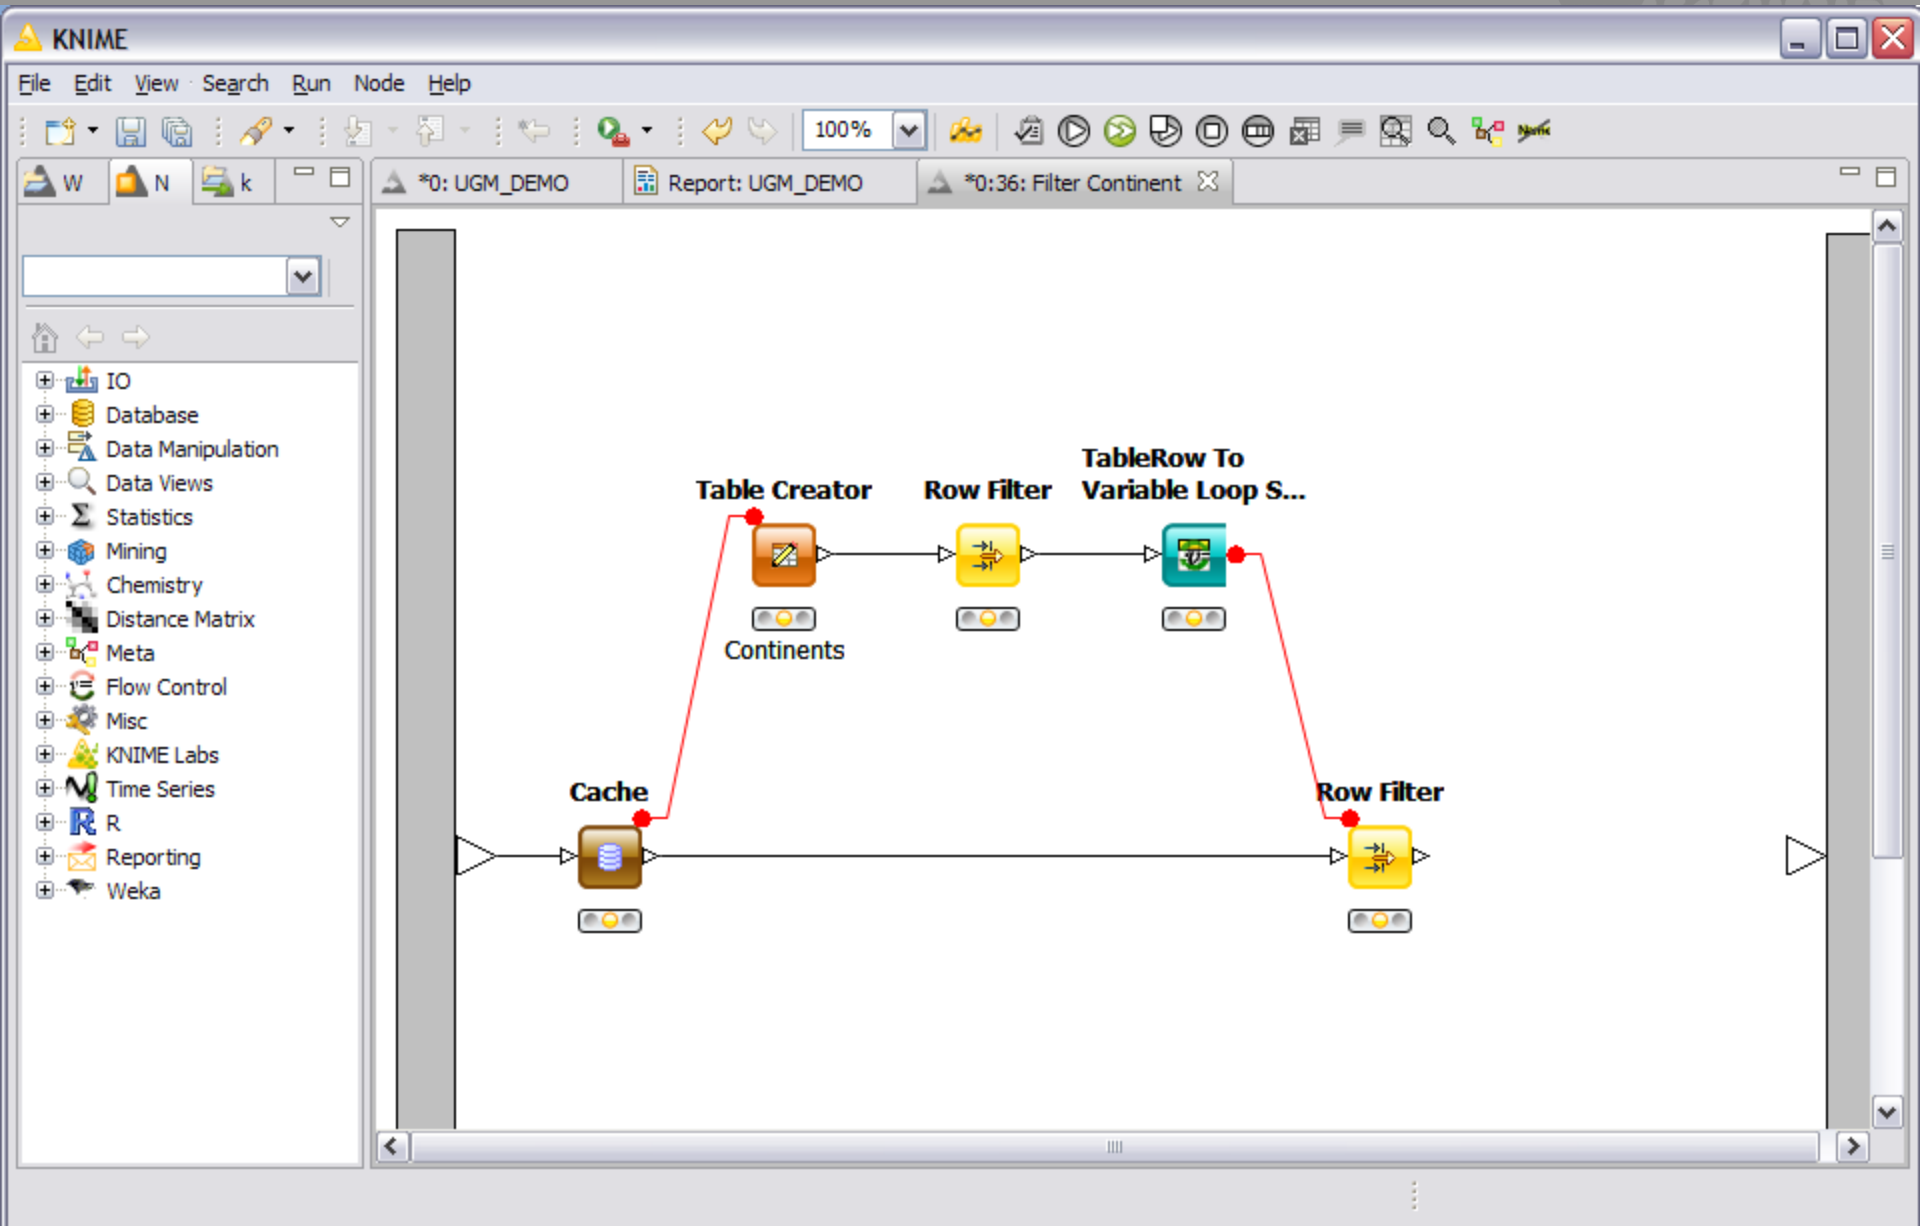 KNIME
File Edit View Search Run Node Help
100%
W N k
*0: UGM_DEMO Report: UGM_DEMO *0:36: Filter Continent
IO
Database
Data Manipulation
Data Views
Statistics
Mining
Chemistry
Distance Matrix
Meta
Flow Control
Misc
KNIME Labs
Time Series
R
Reporting
Weka
Table Creator
Continents
Row Filter
TableRow To
Variable Loop S...
Cache
Row Filter